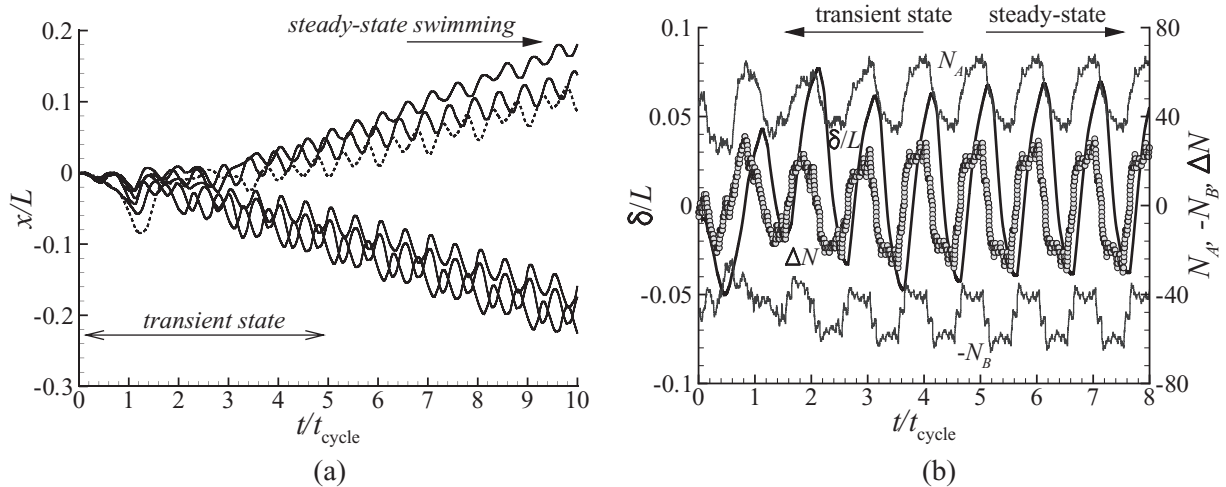 0.2
0.1
0
-0.1
-0.2
-0.3
x/L
steady-state swimming
transient state
0 1 2 3 4 5 6 7 8 9 10
t/t_cycle
(a)
0.1
0.05
0
-0.05
-0.1
δ/L
transient state
steady-state
N_A
δ/L
ΔN
-N_B
80
40
0
-40
-80
N_A, -N_B, ΔN
0 1 2 3 4 5 6 7 8
t/t_cycle
(b)